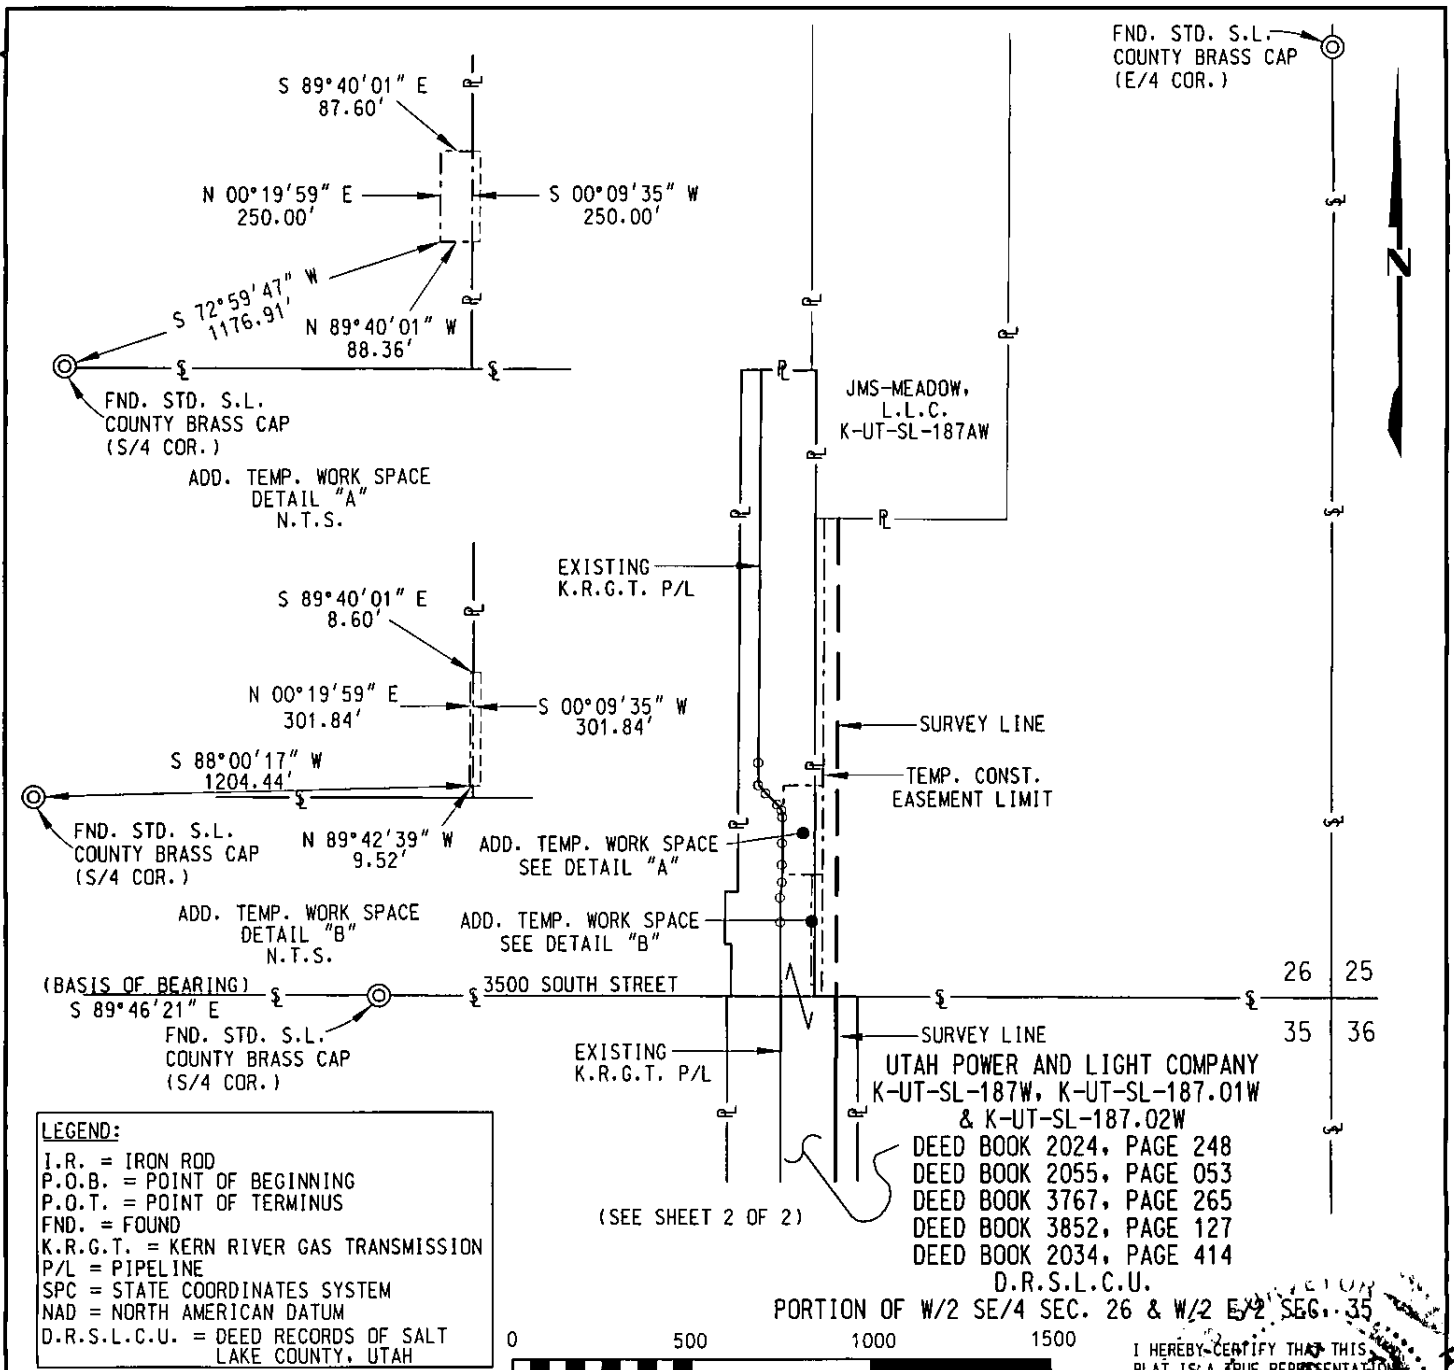 FND. STD. S.L.
COUNTY BRASS CAP
(E/4 COR.)
S 89°40'01" E
87.60'
N 00°19'59" E
250.00'
S 00°09'35" W
250.00'
S 72°59'47" W
1176.91'
N 89°40'01" W
88.36'
FND. STD. S.L.
COUNTY BRASS CAP
(S/4 COR.)
ADD. TEMP. WORK SPACE
DETAIL "A"
N.T.S.
N
JMS-MEADOW,
L.L.C.
K-UT-SL-187AW
EXISTING
K.R.G.T. P/L
S 89°40'01" E
8.60'
N 00°19'59" E
301.84'
S 00°09'35" W
301.84'
S 88°00'17" W
1204.44'
N 89°42'39" W
9.52'
FND. STD. S.L.
COUNTY BRASS CAP
(S/4 COR.)
ADD. TEMP. WORK SPACE
DETAIL "B"
N.T.S.
SURVEY LINE
TEMP. CONST.
EASEMENT LIMIT
ADD. TEMP. WORK SPACE
SEE DETAIL "A"
ADD. TEMP. WORK SPACE
SEE DETAIL "B"
(BASIS OF BEARING)
S 89°46'21" E
3500 SOUTH STREET
26 25
35 36
FND. STD. S.L.
COUNTY BRASS CAP
(S/4 COR.)
EXISTING
K.R.G.T. P/L
SURVEY LINE
UTAH POWER AND LIGHT COMPANY
K-UT-SL-187W, K-UT-SL-187.01W
& K-UT-SL-187.02W
DEED BOOK 2024, PAGE 248
DEED BOOK 2055, PAGE 053
DEED BOOK 3767, PAGE 265
DEED BOOK 3852, PAGE 127
DEED BOOK 2034, PAGE 414
D.R.S.L.C.U.
PORTION OF W/2 SE/4 SEC. 26 & W/2 E/2 SEC. 35
(SEE SHEET 2 OF 2)
LEGEND:
I.R. = IRON ROD
P.O.B. = POINT OF BEGINNING
P.O.T. = POINT OF TERMINUS
FND. = FOUND
K.R.G.T. = KERN RIVER GAS TRANSMISSION
P/L = PIPELINE
SPC = STATE COORDINATES SYSTEM
NAD = NORTH AMERICAN DATUM
D.R.S.L.C.U. = DEED RECORDS OF SALT
LAKE COUNTY, UTAH
0 500 1000 1500
I HEREBY CERTIFY THAT THIS
PLAT IS A TRUE REPRESENTATION